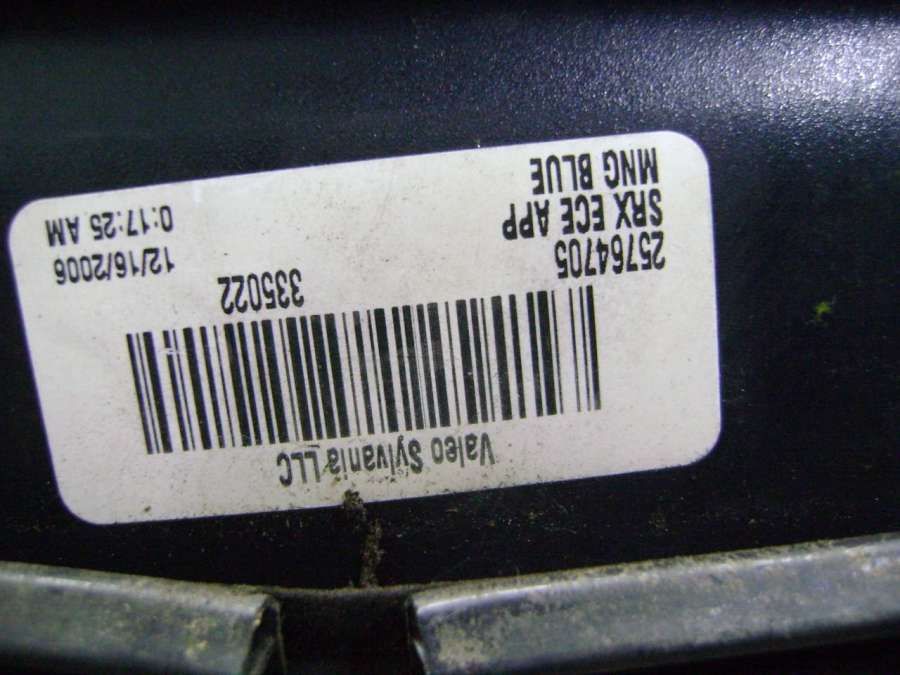 Valeo Sylvania LLC
335022
25764705
SRX ECE APP
MNG BLUE
12/16/2006
0:17:25 AM